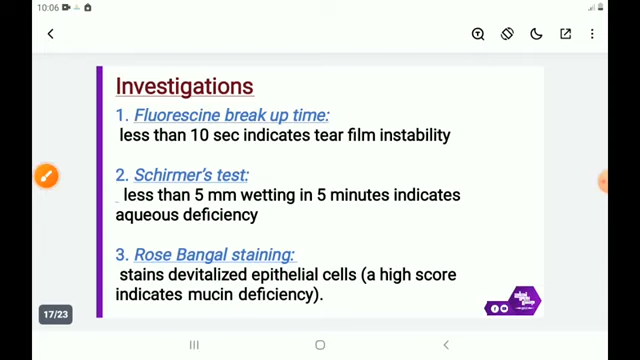 10:06
Investigations
1. Fluorescine break up time:
less than 10 sec indicates tear film instability
2. Schirmer's test:
less than 5 mm wetting in 5 minutes indicates
aqueous deficiency
3. Rose Bangal staining:
stains devitalized epithelial cells (a high score
indicates mucin deficiency).
17/23